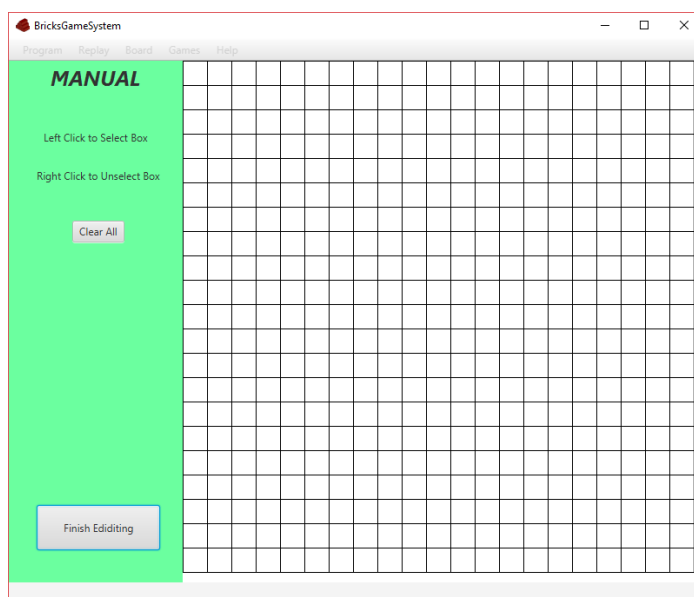 BricksGameSystem
Program Replay Board Games Help
MANUAL
Left Click to Select Box
Right Click to Unselect Box
Clear All
Finish Ediditing